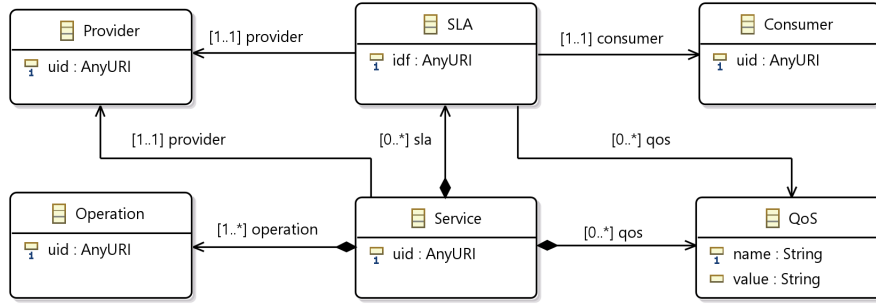 Provider
uid : AnyURI
[1..1] provider
SLA
idf : AnyURI
[1..1] consumer
Consumer
uid : AnyURI
[1..1] provider
[0..*] sla
[0..*] qos
Operation
uid : AnyURI
[1..*] operation
Service
uid : AnyURI
[0..*] qos
QoS
name : String
value : String